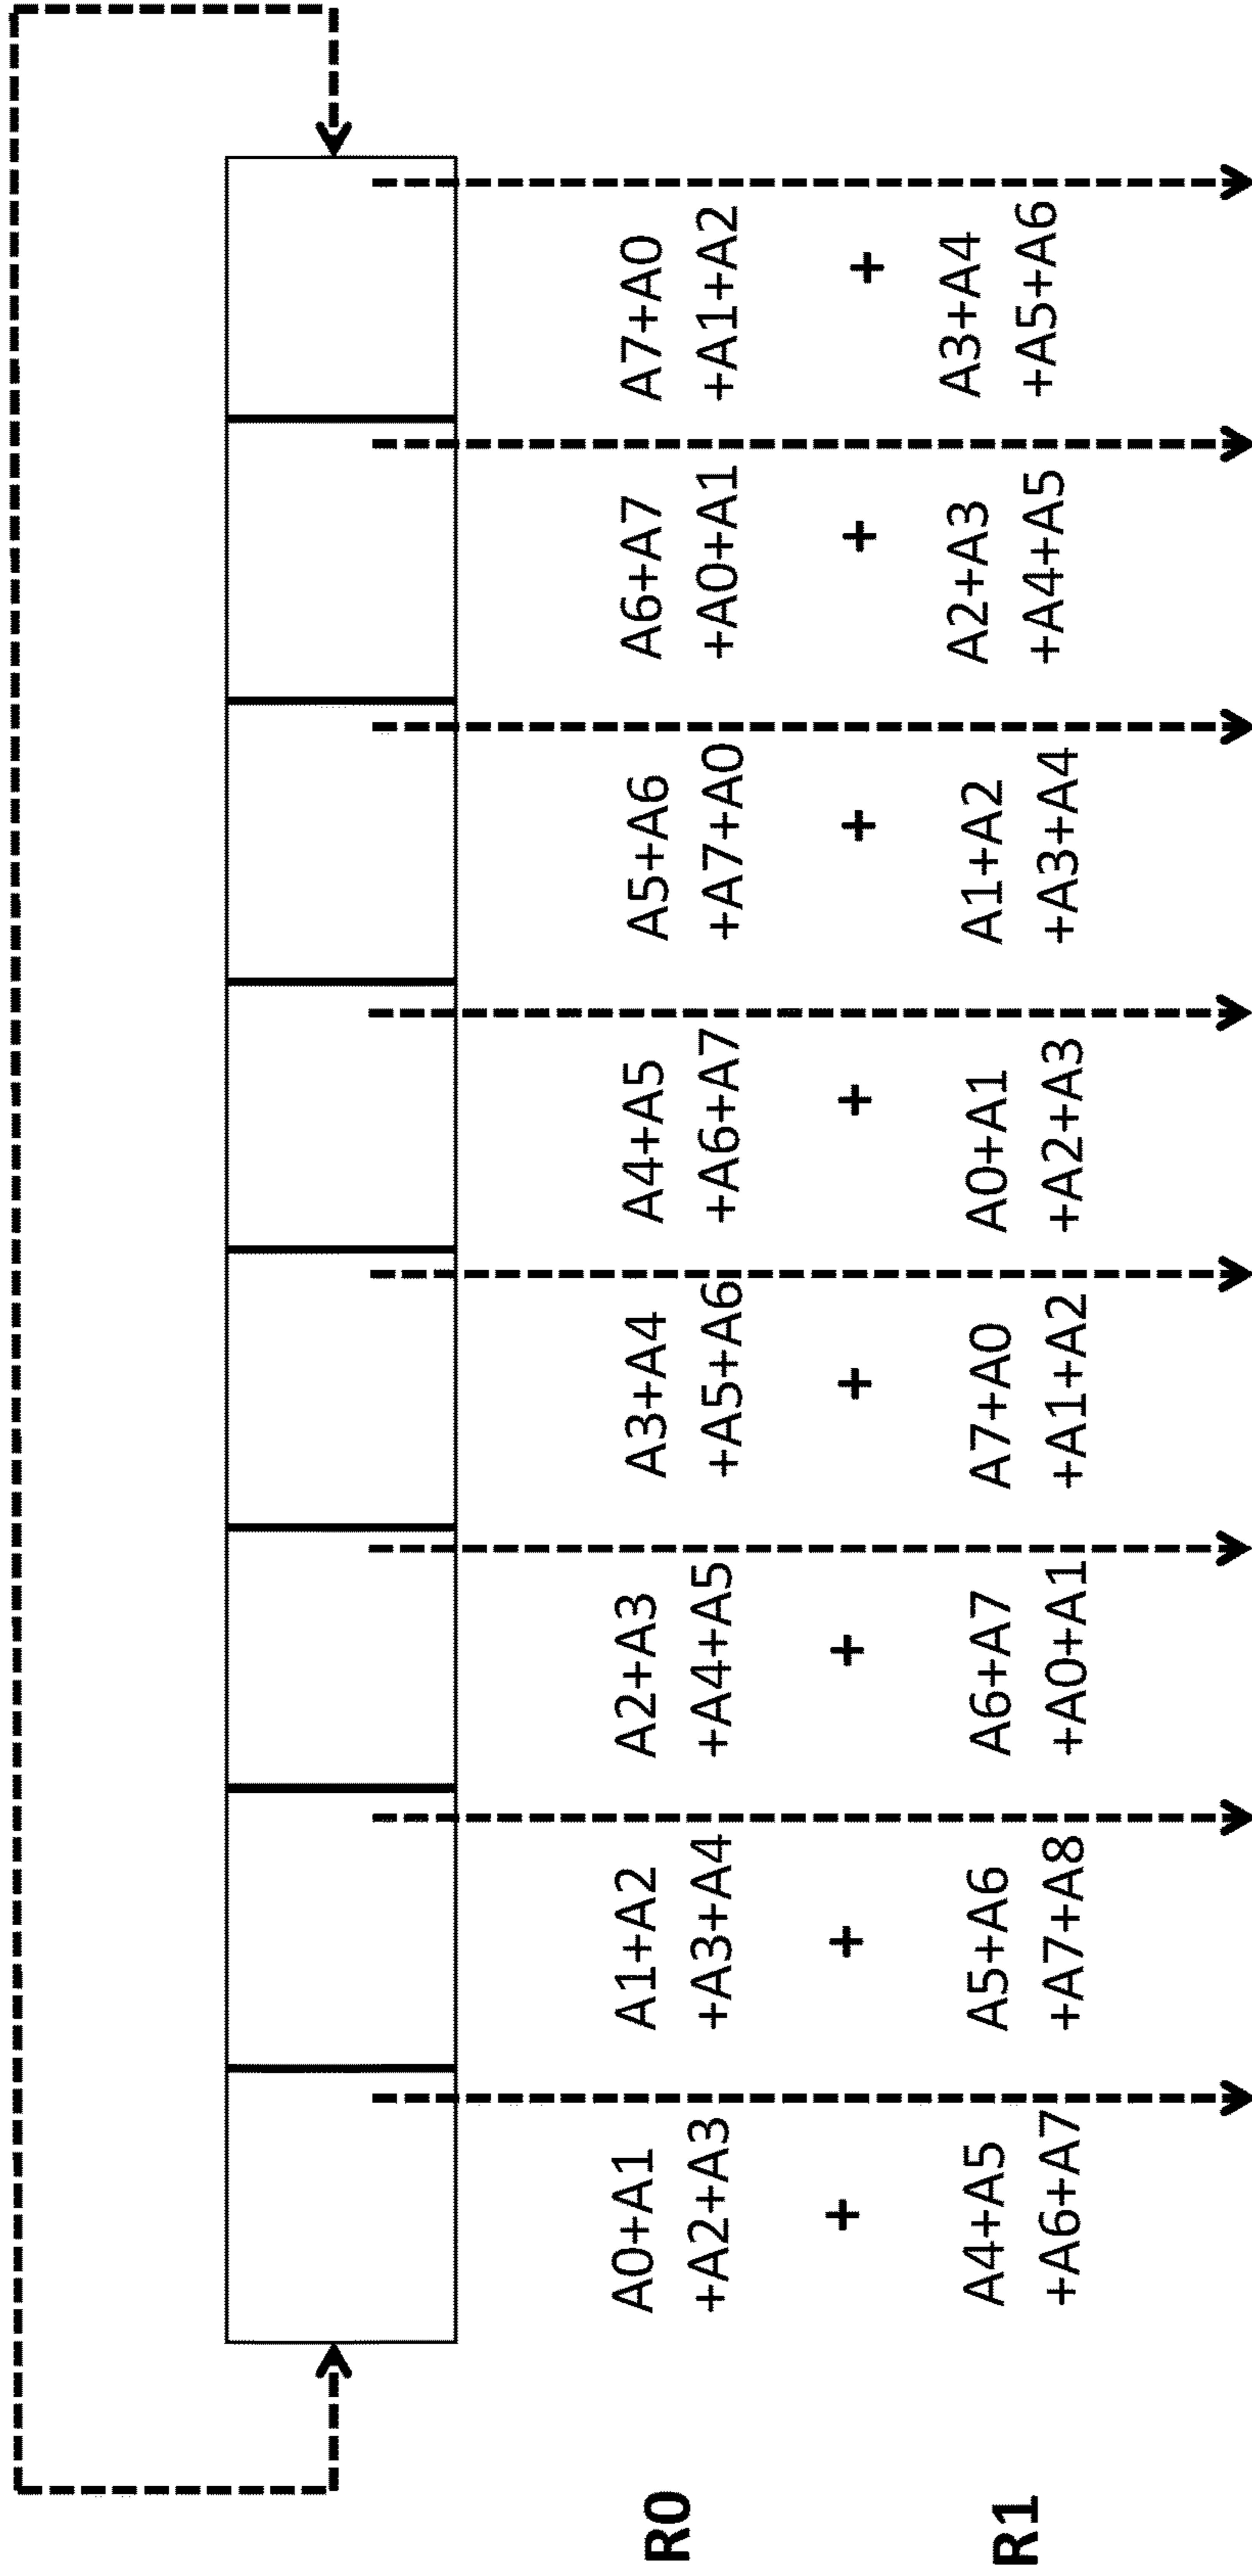 R0
A0+A1
+A2+A3
A1+A2
+A3+A4
A2+A3
+A4+A5
A3+A4
+A5+A6
A4+A5
+A6+A7
A5+A6
+A7+A0
A6+A7
+A0+A1
A7+A0
+A1+A2
+
+
+
+
+
+
+
+
R1
A4+A5
+A6+A7
A5+A6
+A7+A8
A6+A7
+A0+A1
A7+A0
+A1+A2
A0+A1
+A2+A3
A1+A2
+A3+A4
A2+A3
+A4+A5
A3+A4
+A5+A6